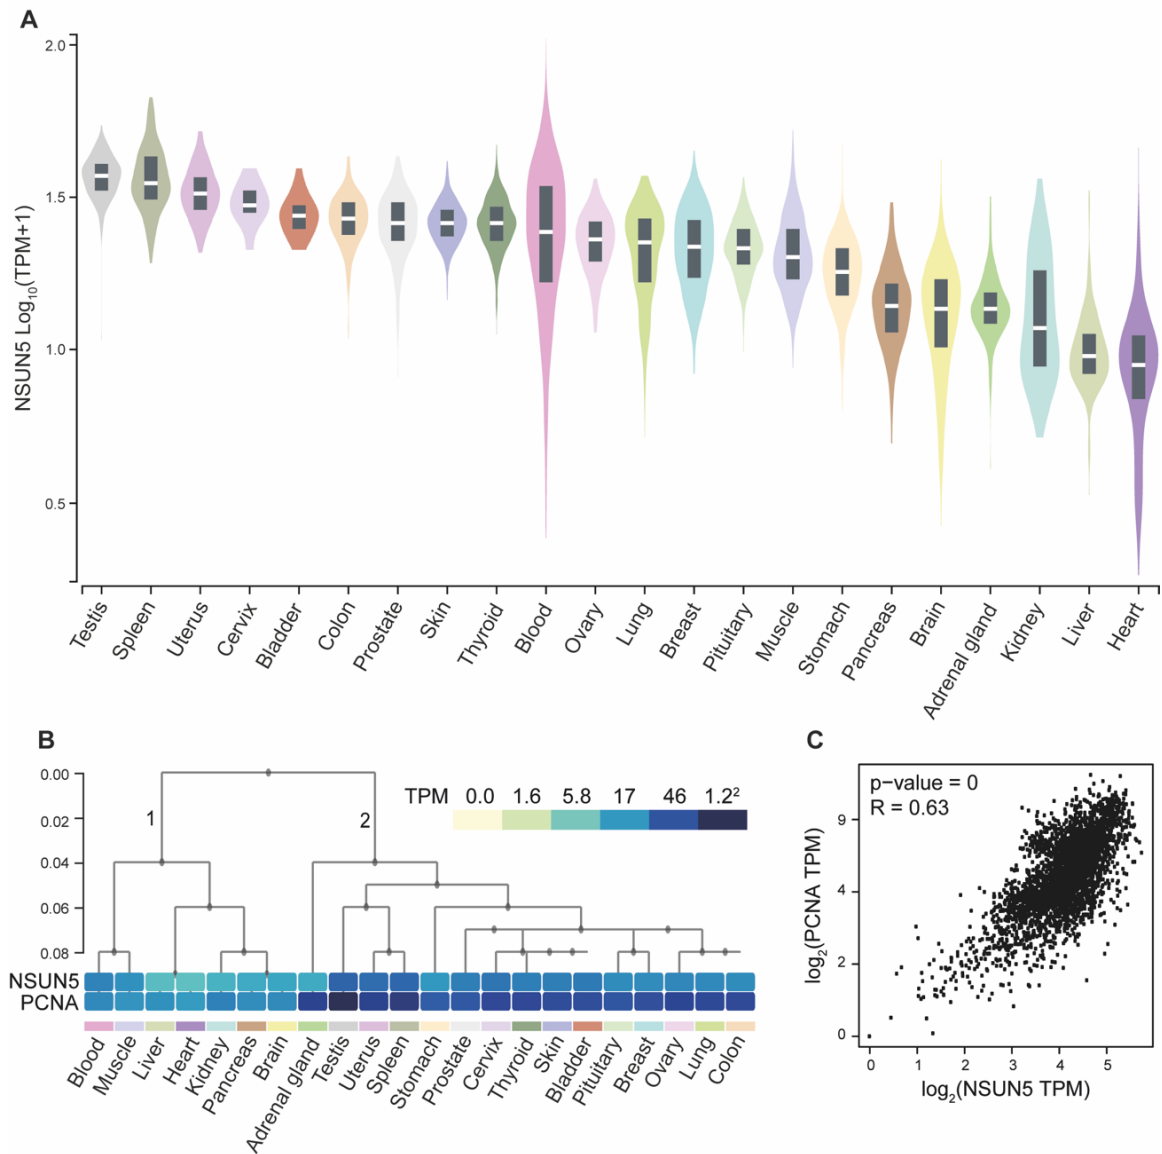 A
NSUN5 Log10(TPM+1)
2.0
1.5
1.0
0.5
Testis
Spleen
Uterus
Cervix
Bladder
Colon
Prostate
Skin
Thyroid
Blood
Ovary
Lung
Breast
Pituitary
Muscle
Stomach
Pancreas
Brain
Adrenal gland
Kidney
Liver
Heart
B
0.00
0.02
0.04
0.06
0.08
1
2
TPM 0.0 1.6 5.8 17 46 1.2²
NSUN5
PCNA
Blood
Muscle
Liver
Heart
Kidney
Pancreas
Brain
Adrenal gland
Testis
Uterus
Spleen
Stomach
Prostate
Cervix
Thyroid
Skin
Bladder
Pituitary
Breast
Ovary
Lung
Colon
C
p−value = 0
R = 0.63
log2(PCNA TPM)
9
4
2
0
0 1 2 3 4 5
log2(NSUN5 TPM)